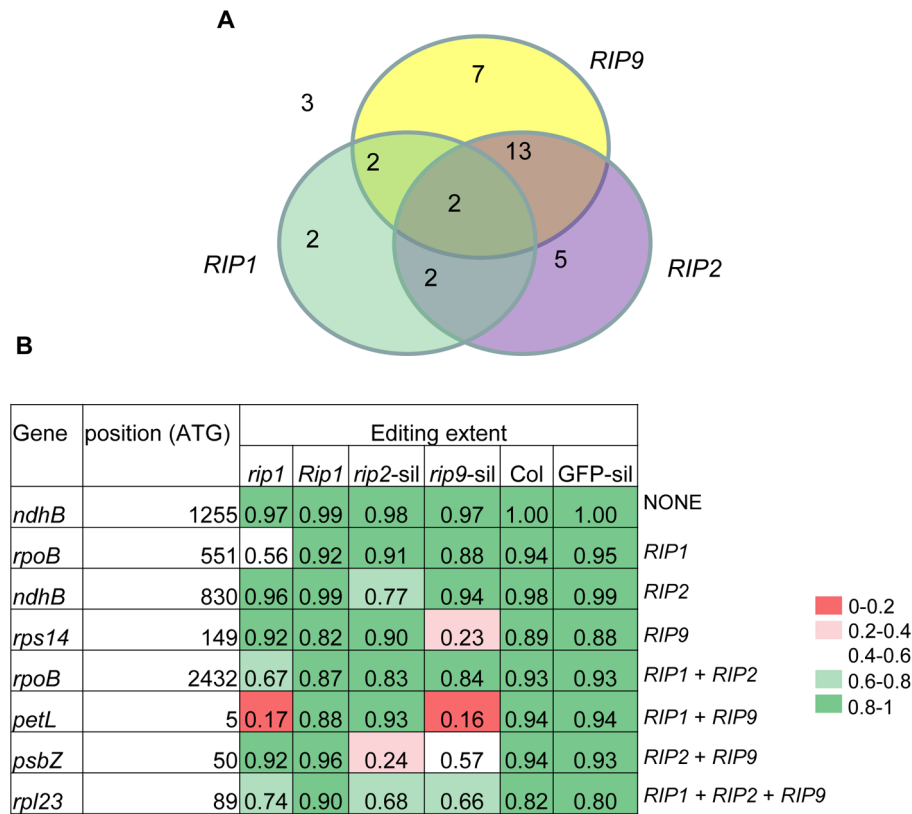 A
RIP9
7
3
2
13
2
2
5
RIP1
2
RIP2
B
Gene position (ATG) Editing extent
rip1 Rip1 rip2-sil rip9-sil Col GFP-sil
ndhB 1255 0.97 0.99 0.98 0.97 1.00 1.00 NONE
rpoB 551 0.56 0.92 0.91 0.88 0.94 0.95 RIP1
ndhB 830 0.96 0.99 0.77 0.94 0.98 0.99 RIP2
rps14 149 0.92 0.82 0.90 0.23 0.89 0.88 RIP9
rpoB 2432 0.67 0.87 0.83 0.84 0.93 0.93 RIP1 + RIP2
petL 5 0.17 0.88 0.93 0.16 0.94 0.94 RIP1 + RIP9
psbZ 50 0.92 0.96 0.24 0.57 0.94 0.93 RIP2 + RIP9
rpl23 89 0.74 0.90 0.68 0.66 0.82 0.80 RIP1 + RIP2 + RIP9
0-0.2
0.2-0.4
0.4-0.6
0.6-0.8
0.8-1